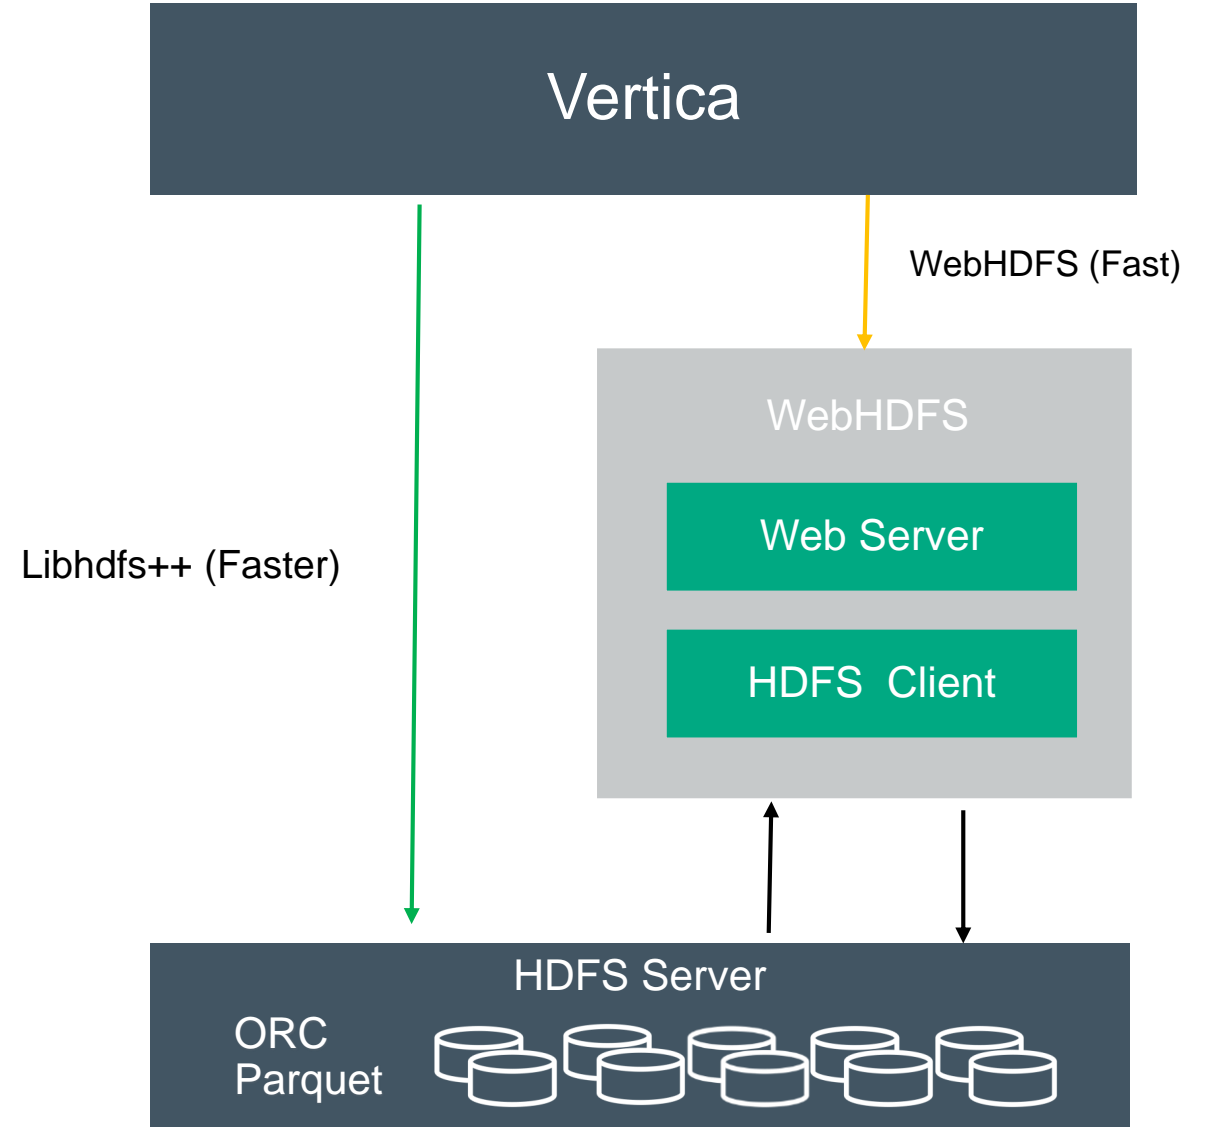 Vertica
WebHDFS (Fast)
WebHDFS
Web Server
Libhdfs++ (Faster)
HDFS  Client
HDFS Server
ORC
Parquet